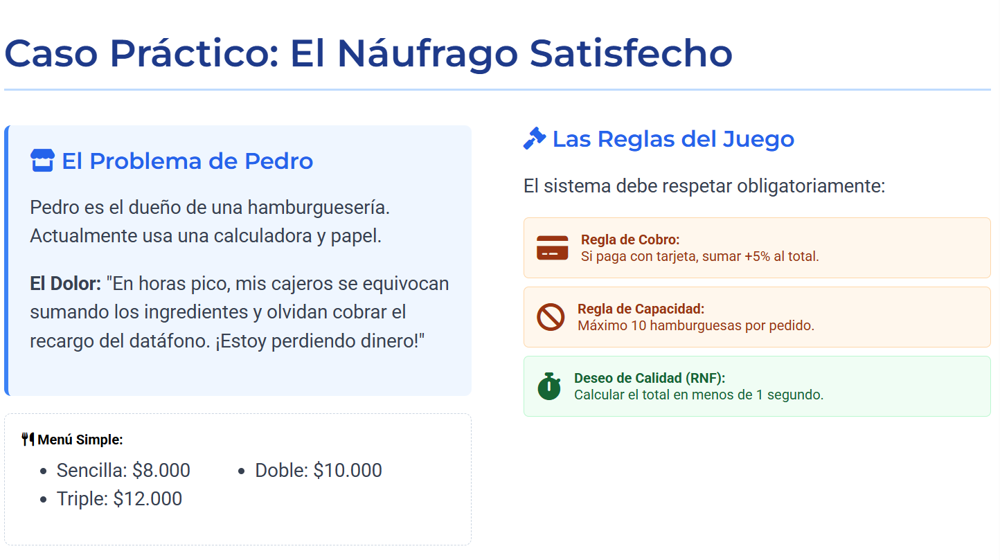 Caso Práctico: El Náufrago Satisfecho
El Problema de Pedro
Pedro es el dueño de una hamburguesería.
Actualmente usa una calculadora y papel.
El Dolor: "En horas pico, mis cajeros se equivocan
sumando los ingredientes y olvidan cobrar el
recargo del datáfono. ¡Estoy perdiendo dinero!"
Menú Simple:
• Sencilla: $8.000
• Doble: $10.000
• Triple: $12.000
Las Reglas del Juego
El sistema debe respetar obligatoriamente:
Regla de Cobro:
Si paga con tarjeta, sumar +5% al total.
Regla de Capacidad:
Máximo 10 hamburguesas por pedido.
Deseo de Calidad (RNF):
Calcular el total en menos de 1 segundo.